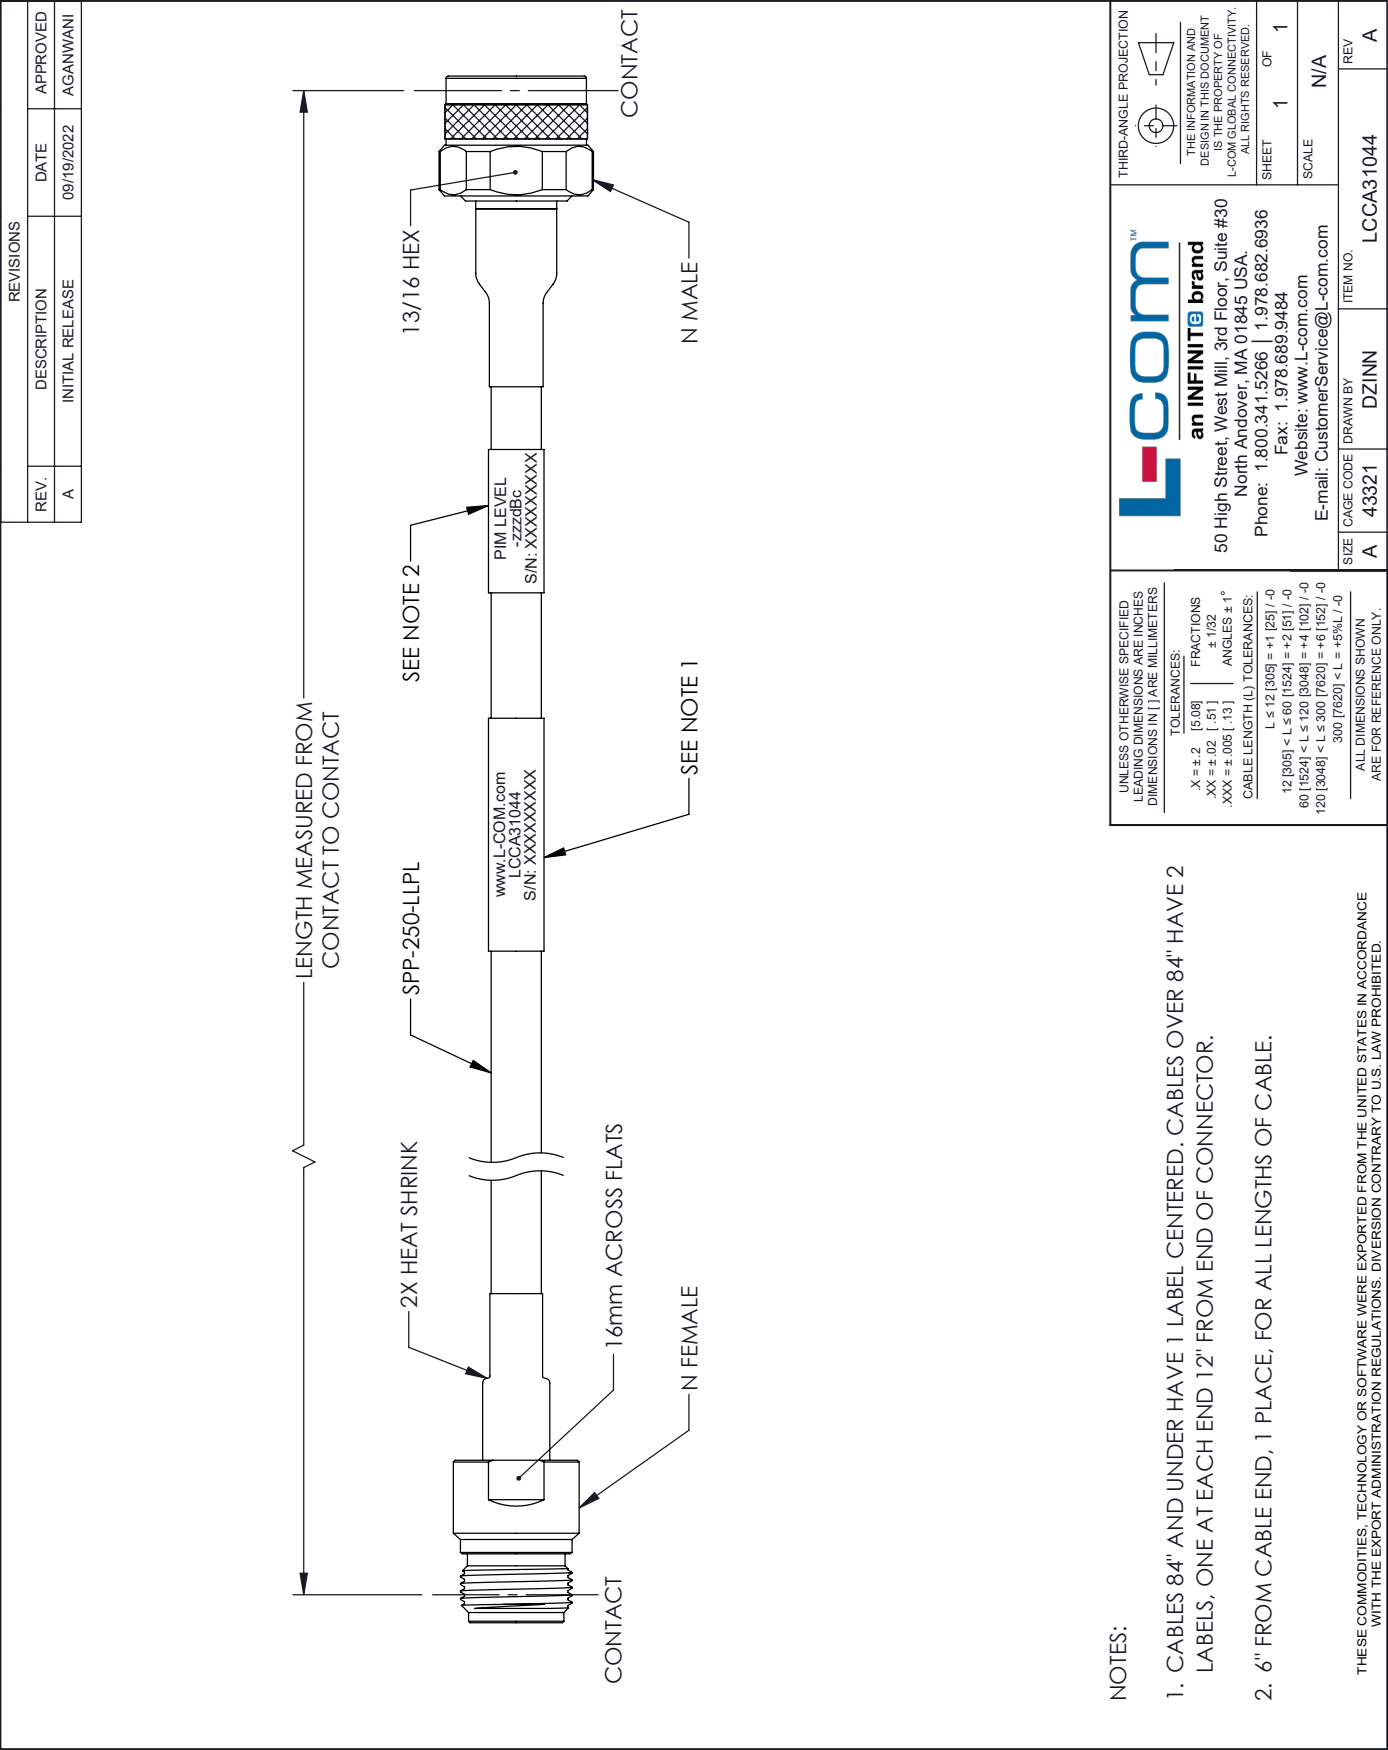 REVISIONS
REV. DESCRIPTION DATE APPROVED
A INITIAL RELEASE 09/19/2022 AGANWANI
LENGTH MEASURED FROM
CONTACT TO CONTACT
2X HEAT SHRINK
SPP-250-LLPL
SEE NOTE 2
13/16 HEX
www.L-COM.com
LCCA31044
S/N: XXXXXXXXXX
PIM LEVEL
-zzzdBc
S/N: XXXXXXXXXX
CONTACT
16mm ACROSS FLATS
CONTACT
N FEMALE
SEE NOTE 1
N MALE
NOTES:
1. CABLES 84" AND UNDER HAVE 1 LABEL CENTERED. CABLES OVER 84" HAVE 2
LABELS, ONE AT EACH END 12" FROM END OF CONNECTOR.
2. 6" FROM CABLE END, 1 PLACE, FOR ALL LENGTHS OF CABLE.
THESE COMMODITIES, TECHNOLOGY OR SOFTWARE WERE EXPORTED FROM THE UNITED STATES IN ACCORDANCE
WITH THE EXPORT ADMINISTRATION REGULATIONS. DIVERSION CONTRARY TO U.S. LAW PROHIBITED.
UNLESS OTHERWISE SPECIFIED
LEADING DIMENSIONS ARE INCHES
DIMENSIONS IN [ ] ARE MILLIMETERS
TOLERANCES:
.X = ±.2 [5.08] FRACTIONS
.XX = ±.02 [ .51] ± 1/32
.XXX = ±.005 [ .13] ANGLES ± 1°
CABLE LENGTH (L) TOLERANCES:
L ≤ 12 [305] = +1 [25] / -0
12 [305] < L ≤ 60 [1524] = +2 [51] / -0
60 [1524] < L ≤ 120 [3048] = +4 [102] / -0
120 [3048] < L ≤ 300 [7620] = +6 [152] / -0
300 [7620] < L = +5%L / -0
ALL DIMENSIONS SHOWN
ARE FOR REFERENCE ONLY.
L-com™
an INFINITe brand
50 High Street, West Mill, 3rd Floor, Suite #30
North Andover, MA 01845 USA.
Phone: 1.800.341.5266 | 1.978.682.6936
Fax: 1.978.689.9484
Website: www.L-com.com
E-mail: CustomerService@L-com.com
THIRD-ANGLE PROJECTION
THE INFORMATION AND
DESIGN IN THIS DOCUMENT
IS THE PROPERTY OF
L-COM GLOBAL CONNECTIVITY.
ALL RIGHTS RESERVED.
SHEET 1 OF 1
SCALE N/A
SIZE A
CAGE CODE 43321
DRAWN BY DZINN
ITEM NO. LCCA31044
REV A